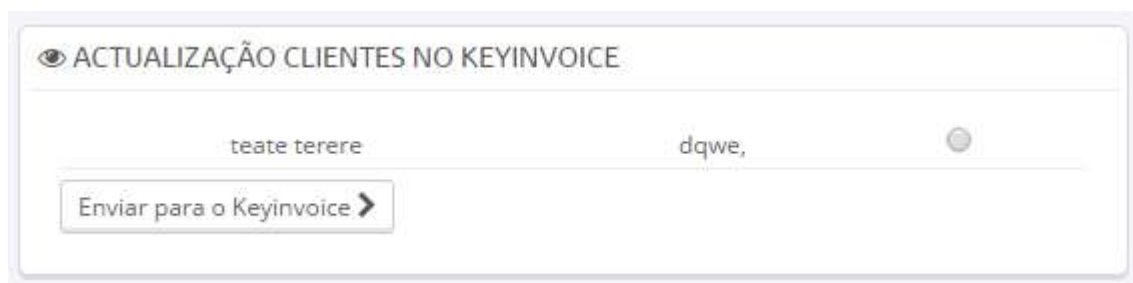 ACTUALIZAÇÃO CLIENTES NO KEYINVOICE
teate terere dqwe,
Enviar para o Keyinvoice